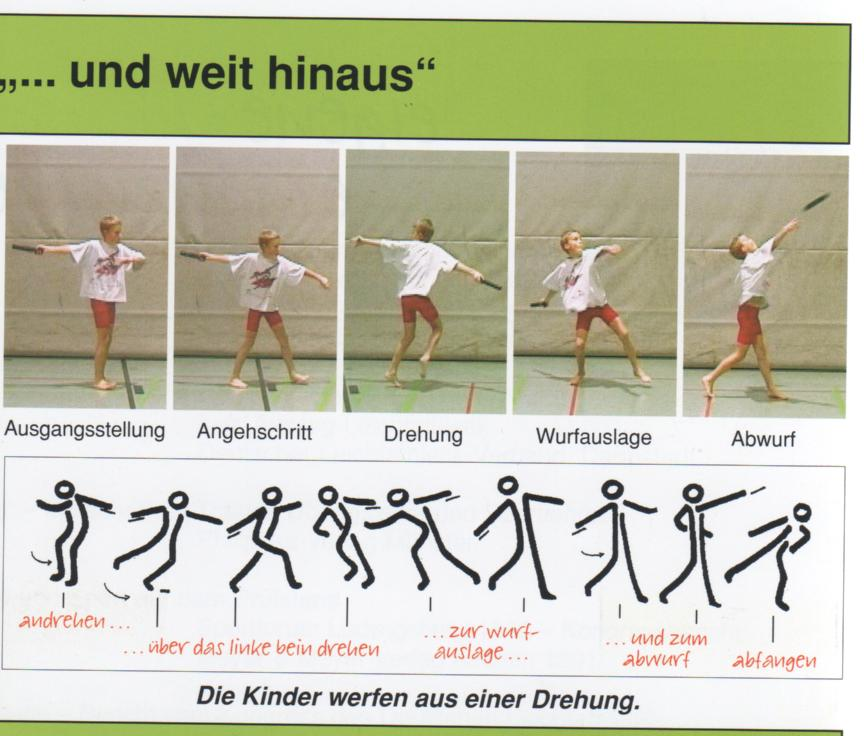 „... und weit hinaus“
Ausgangsstellung Angehschritt Drehung Wurfauslage Abwurf
andrehen ...
... über das linke bein drehen
... zur wurf-
auslage ...
... und zum
abwurf
abfangen
Die Kinder werfen aus einer Drehung.